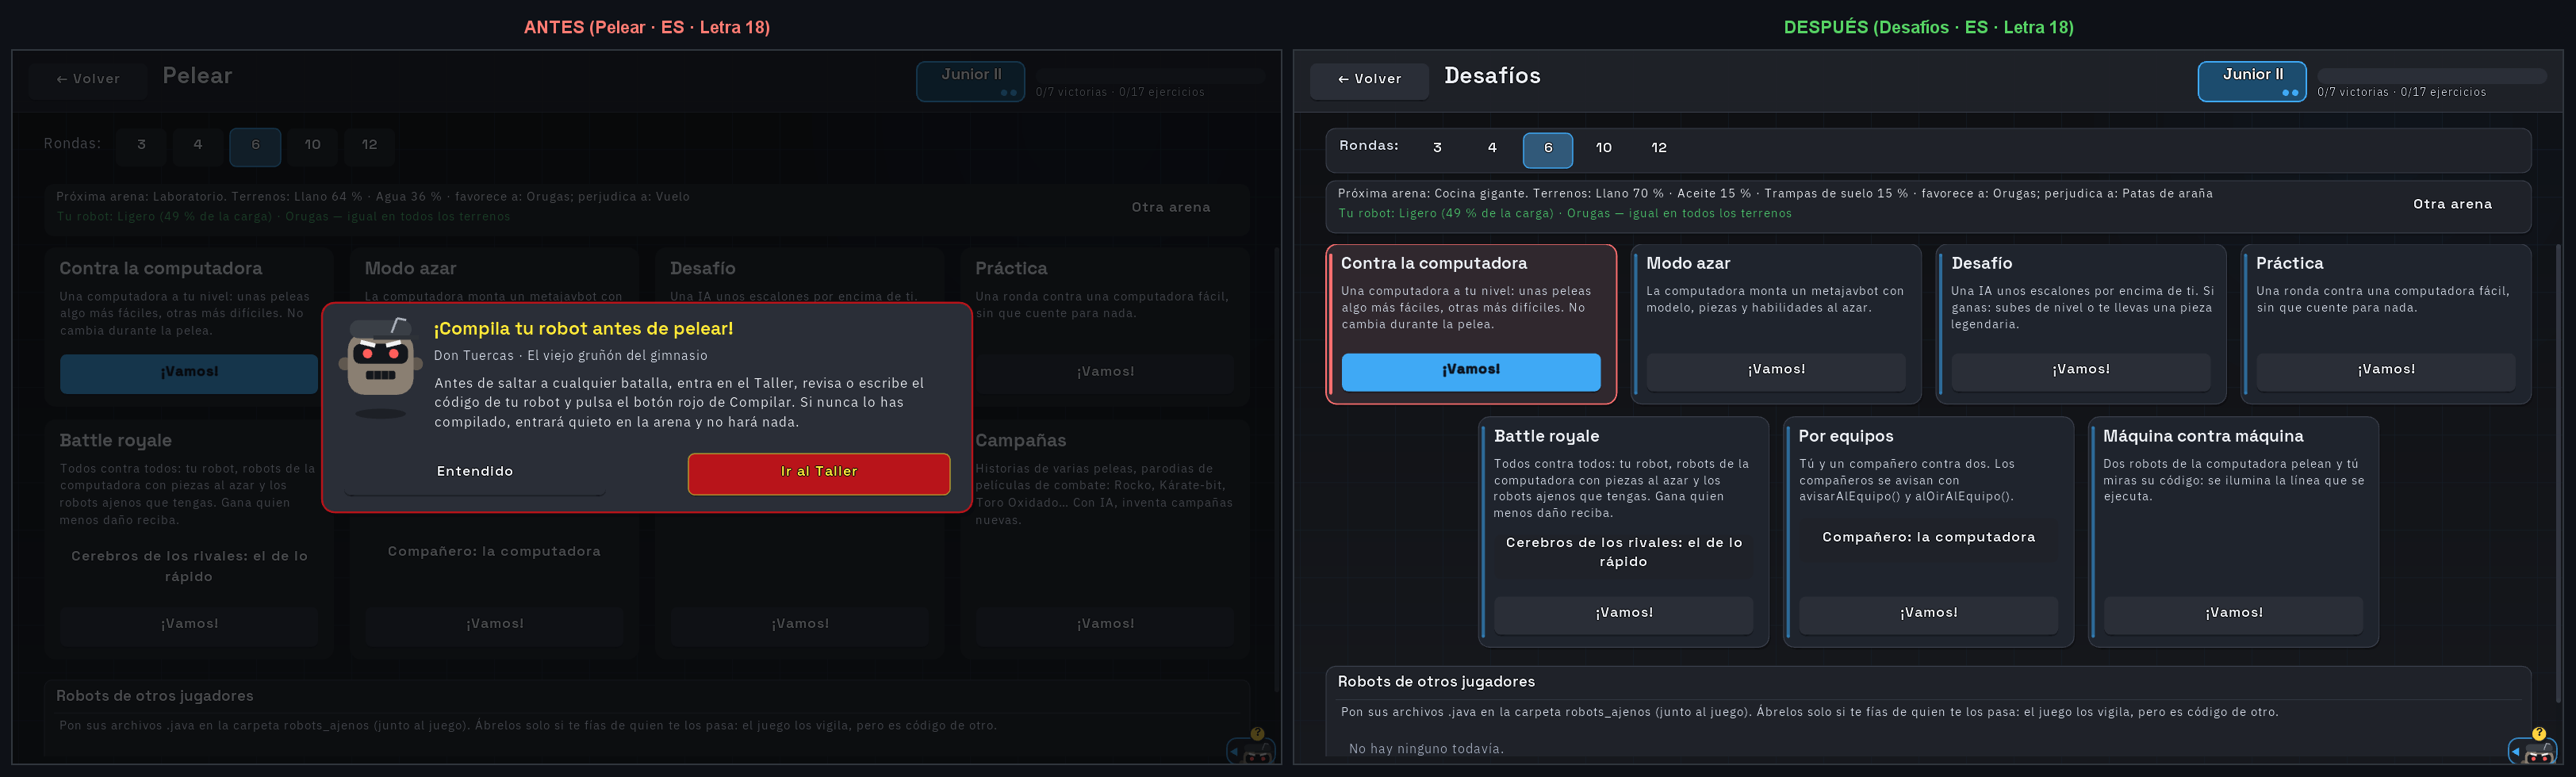 ANTES (Pelear · ES · Letra 18)
← Volver
Pelear
Junior II
0/7 victorias · 0/17 ejercicios
Rondas:
3
4
6
10
12
Próxima arena: Laboratorio. Terrenos: Llano 64 % · Agua 36 % · favorece a: Orugas; perjudica a: Vuelo
Tu robot: Ligero (49 % de la carga) · Orugas — igual en todos los terrenos
Otra arena
Contra la computadora
Una computadora a tu nivel: unas peleas
algo más fáciles, otras más difíciles. No
cambia durante la pelea.
¡Vamos!
Modo azar
La computadora monta un metajavbot con
Desafío
Una IA unos escalones por encima de ti.
Práctica
Una ronda contra una computadora fácil,
sin que cuente para nada.
¡Vamos!
¡Compila tu robot antes de pelear!
Don Tuercas · El viejo gruñón del gimnasio
Antes de saltar a cualquier batalla, entra en el Taller, revisa o escribe el
código de tu robot y pulsa el botón rojo de Compilar. Si nunca lo has
compilado, entrará quieto en la arena y no hará nada.
Entendido
Ir al Taller
Battle royale
Todos contra todos: tu robot, robots de la
computadora con piezas al azar y los
robots ajenos que tengas. Gana quien
menos daño reciba.
Cerebros de los rivales: el de lo
rápido
¡Vamos!
Compañero: la computadora
¡Vamos!
¡Vamos!
Campañas
Historias de varias peleas, parodias de
películas de combate: Rocko, Kárate-bit,
Toro Oxidado... Con IA, inventa campañas
nuevas.
¡Vamos!
Robots de otros jugadores
Pon sus archivos .java en la carpeta robots_ajenos (junto al juego). Ábrelos solo si te fías de quien te los pasa: el juego los vigila, pero es código de otro.
?
DESPUÉS (Desafíos · ES · Letra 18)
← Volver
Desafíos
Junior II
0/7 victorias · 0/17 ejercicios
Rondas:
3
4
6
10
12
Próxima arena: Cocina gigante. Terrenos: Llano 70 % · Aceite 15 % · Trampas de suelo 15 % · favorece a: Orugas; perjudica a: Patas de araña
Tu robot: Ligero (49 % de la carga) · Orugas — igual en todos los terrenos
Otra arena
Contra la computadora
Una computadora a tu nivel: unas peleas
algo más fáciles, otras más difíciles. No
cambia durante la pelea.
¡Vamos!
Modo azar
La computadora monta un metajavbot con
modelo, piezas y habilidades al azar.
¡Vamos!
Desafío
Una IA unos escalones por encima de ti. Si
ganas: subes de nivel o te llevas una pieza
legendaria.
¡Vamos!
Práctica
Una ronda contra una computadora fácil,
sin que cuente para nada.
¡Vamos!
Battle royale
Todos contra todos: tu robot, robots de la
computadora con piezas al azar y los
robots ajenos que tengas. Gana quien
menos daño reciba.
Cerebros de los rivales: el de lo
rápido
¡Vamos!
Por equipos
Tú y un compañero contra dos. Los
compañeros se avisan con
avisarAlEquipo() y alOirAlEquipo().
Compañero: la computadora
¡Vamos!
Máquina contra máquina
Dos robots de la computadora pelean y tú
miras su código: se ilumina la línea que se
ejecuta.
¡Vamos!
Robots de otros jugadores
Pon sus archivos .java en la carpeta robots_ajenos (junto al juego). Ábrelos solo si te fías de quien te los pasa: el juego los vigila, pero es código de otro.
No hay ninguno todavía.
?